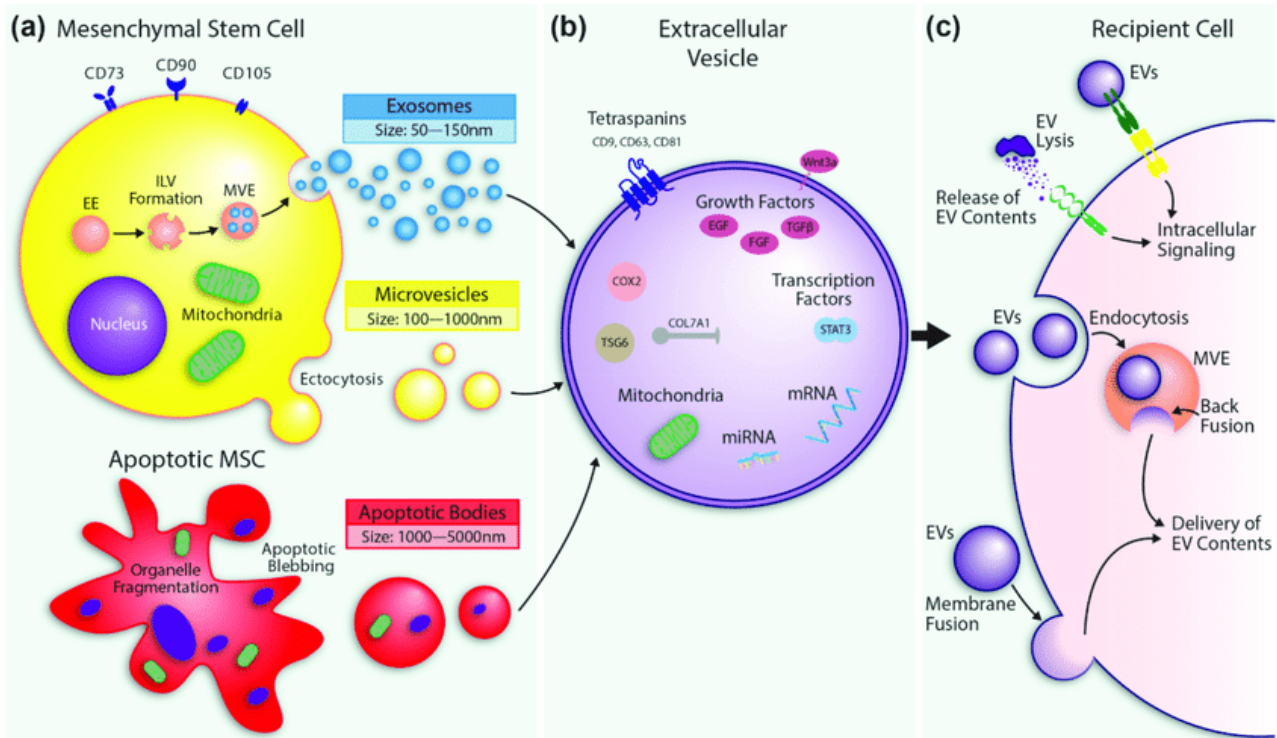 (a) Mesenchymal Stem Cell
CD73
CD90
CD105
Exosomes
Size: 50—150nm
EE
ILV
Formation
MVE
Nucleus
Mitochondria
Microvesicles
Size: 100—1000nm
Ectocytosis
Apoptotic MSC
Organelle
Fragmentation
Apoptotic
Blebbing
Apoptotic Bodies
Size: 1000—5000nm
(b) Extracellular
Vesicle
Tetraspanins
CD9, CD63, CD81
Wnt3a
Growth Factors
EGF
FGF
TGFβ
COX2
TSG6
COL7A1
Transcription
Factors
STAT3
Mitochondria
miRNA
mRNA
(c) Recipient Cell
EVs
EV
Lysis
Release of
EV Contents
Intracellular
Signaling
EVs
Endocytosis
MVE
Back
Fusion
EVs
Membrane
Fusion
Delivery of
EV Contents